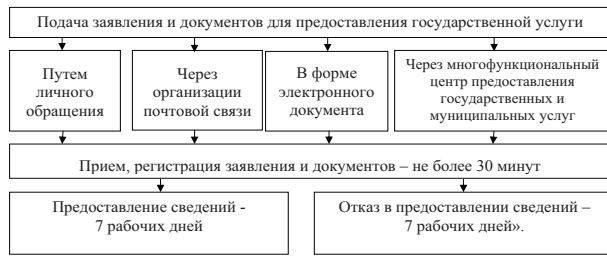 Подача заявления и документов для предоставления государственной услуги
Путем
личного
обращения
Через
организации
почтовой связи
В форме
электронного
документа
Через многофункциональный
центр предоставления
государственных и
муниципальных услуг
Прием, регистрация заявления и документов – не более 30 минут
Предоставление сведений -
7 рабочих дней
Отказ в предоставлении сведений –
7 рабочих дней».